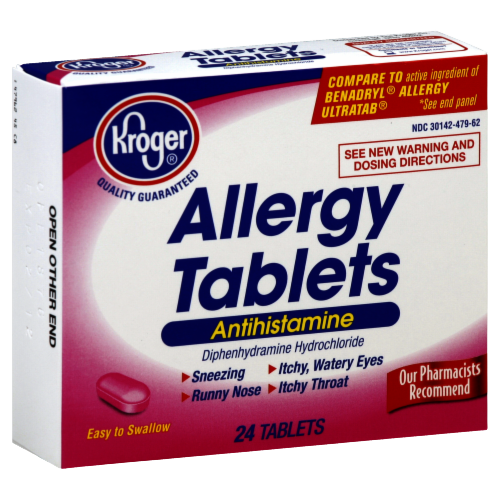 Allergy
Tablets
Diphenhydramine Hydrochloride
COMPARE TO active ingredient of
BENADRYL® ALLERGY
ULTRATAB®
*See end panel
NDC 30142-479-62
SEE NEW WARNING AND
DOSING DIRECTIONS
Kroger®
QUALITY GUARANTEED
OPEN OTHER END
Allergy
Tablets
Antihistamine
Diphenhydramine Hydrochloride
Sneezing
Itchy, Watery Eyes
Runny Nose
Itchy Throat
Our Pharmacists
Recommend
Easy to Swallow
24 TABLETS